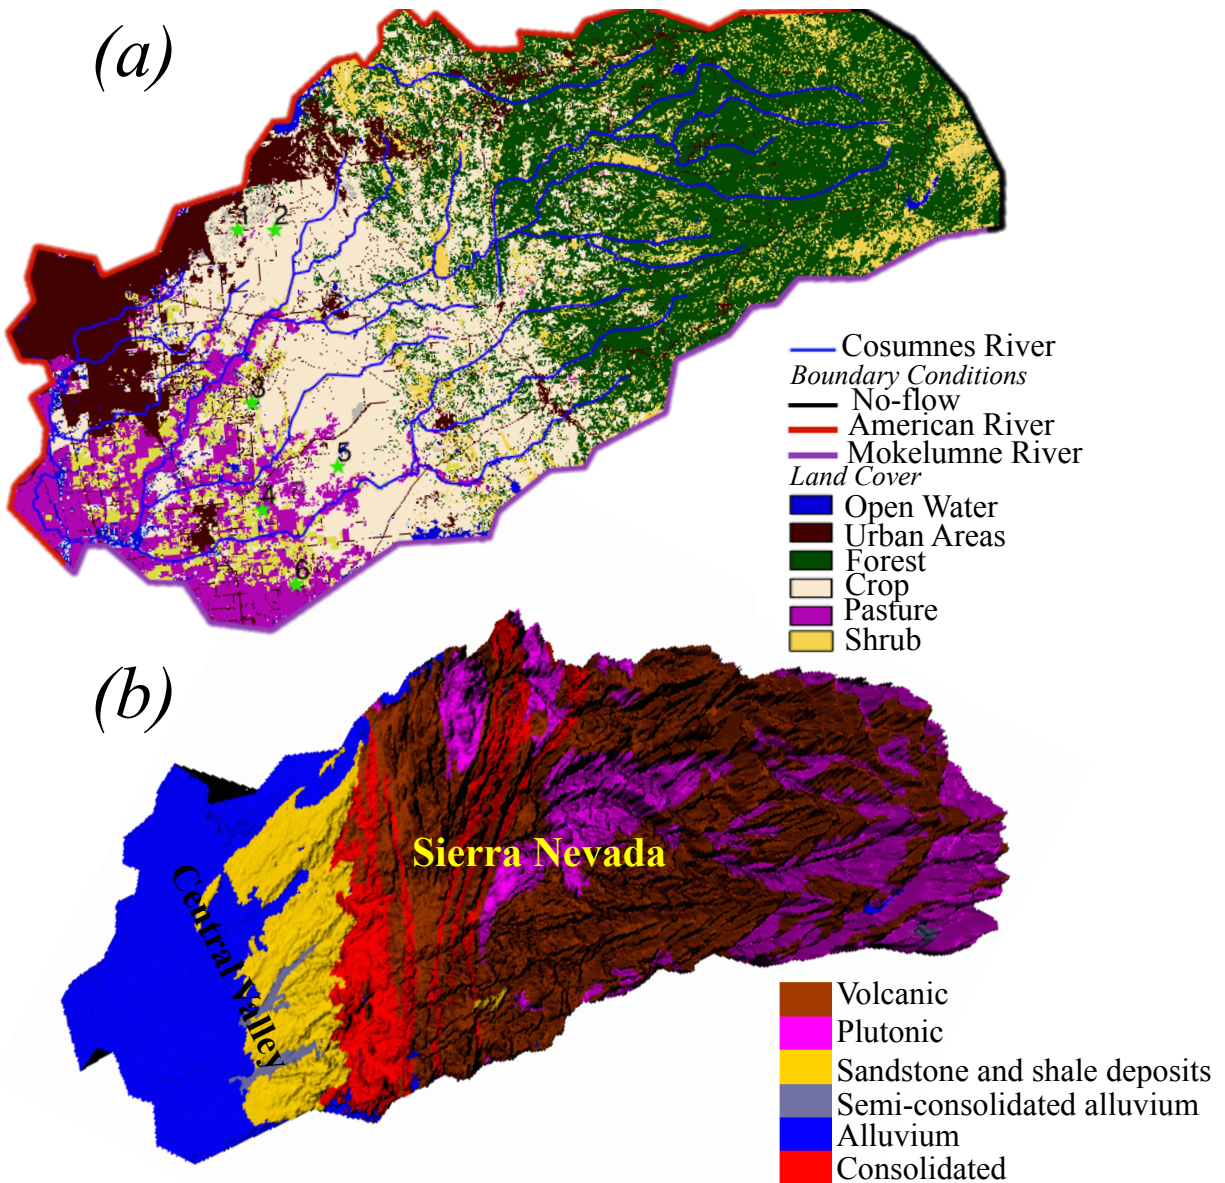 (a)
1 2
3
5
4
6
Cosumnes River
Boundary Conditions
No-flow
American River
Mokelumne River
Land Cover
Open Water
Urban Areas
Forest
Crop
Pasture
Shrub
(b)
Sierra Nevada
Central Valley
Volcanic
Plutonic
Sandstone and shale deposits
Semi-consolidated alluvium
Alluvium
Consolidated